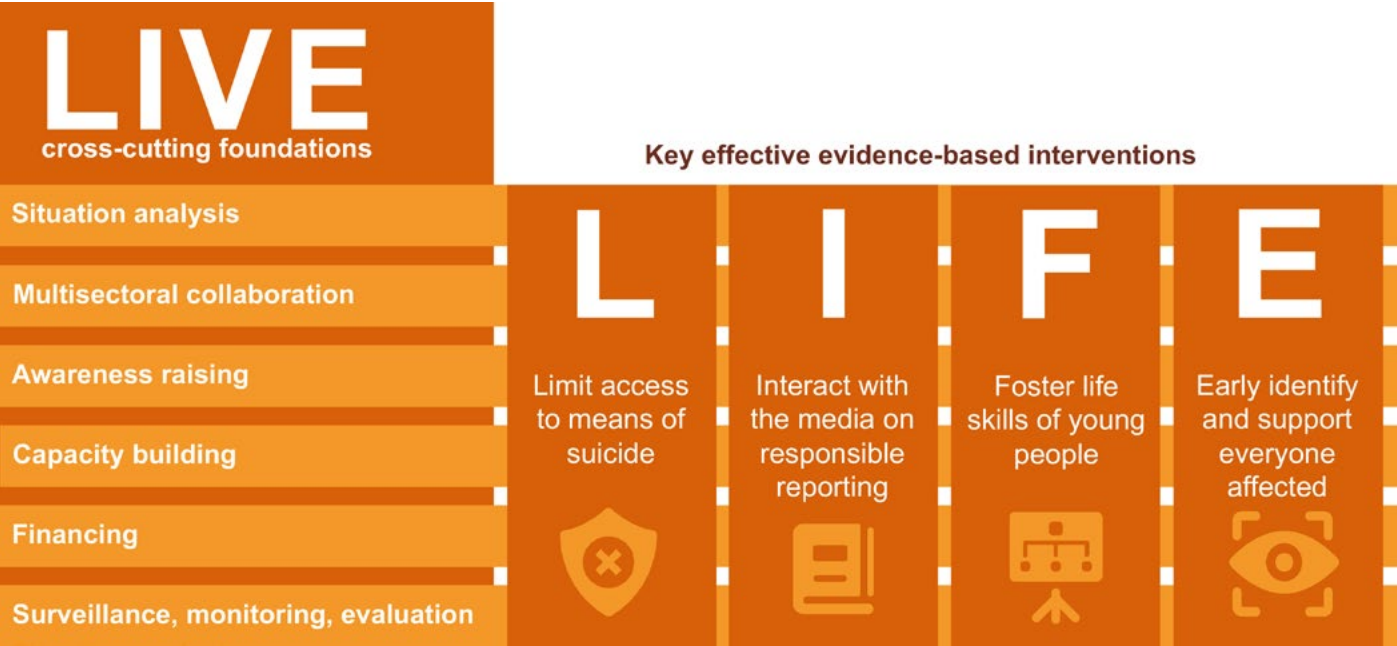 LIVE
cross-cutting foundations
Key effective evidence-based interventions
Situation analysis
Multisectoral collaboration
Awareness raising
Capacity building
Financing
Surveillance, monitoring, evaluation
L
Limit access
to means of
suicide
I
Interact with
the media on
responsible
reporting
F
Foster life
skills of young
people
E
Early identify
and support
everyone
affected